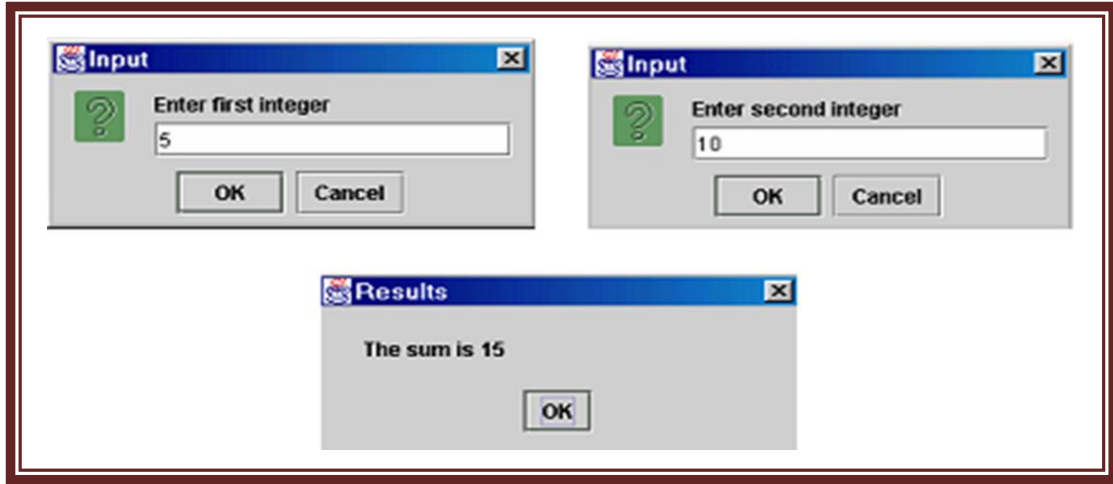 Input
Enter first integer
5
OK Cancel
Input
Enter second integer
10
OK Cancel
Results
The sum is 15
OK